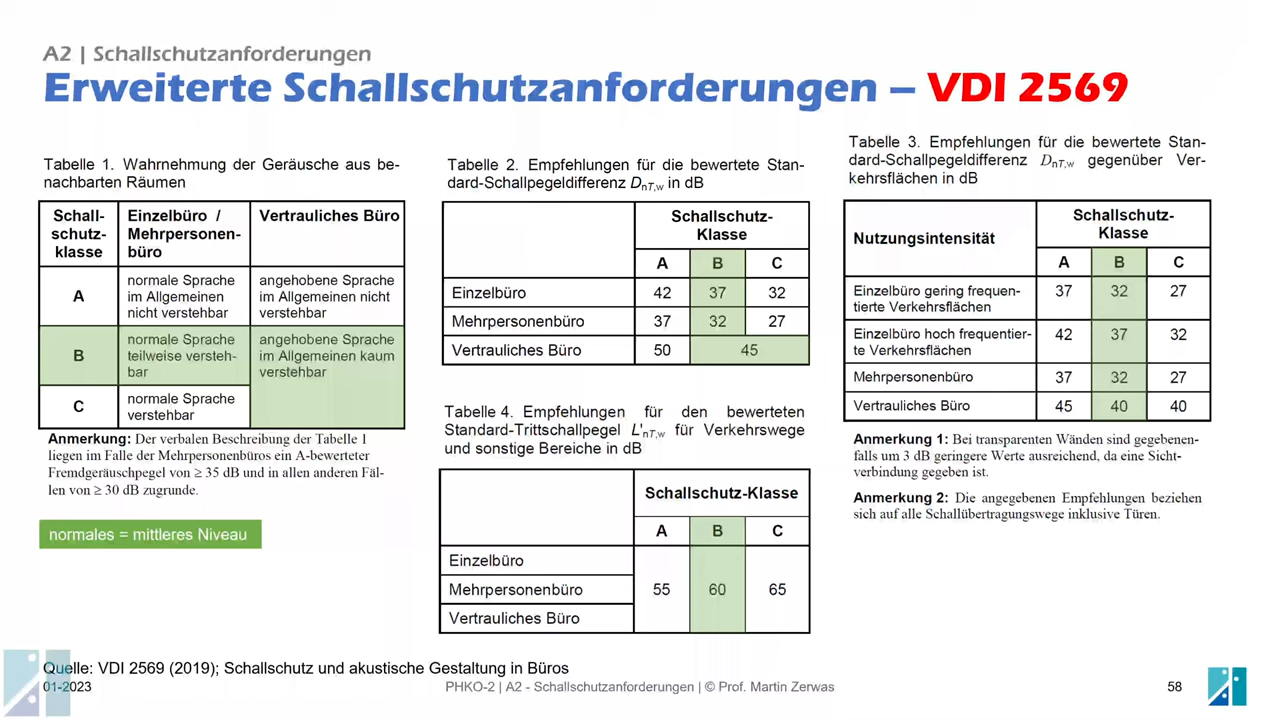 A2 | Schallschutzanforderungen
Erweiterte Schallschutzanforderungen – VDI 2569
Tabelle 1. Wahrnehmung der Geräusche aus be-
nachbarten Räumen
Schall-
schutz-
klasse
Einzelbüro /
Mehrpersonen-
büro
Vertrauliches Büro
A
normale Sprache
im Allgemeinen
nicht verstehbar
angehobene Sprache
im Allgemeinen nicht
verstehbar
B
normale Sprache
teilweise versteh-
bar
angehobene Sprache
im Allgemeinen kaum
verstehbar
C
normale Sprache
verstehbar
Anmerkung: Der verbalen Beschreibung der Tabelle 1
liegen im Falle der Mehrpersonenbüros ein A-bewerteter
Fremdgeräuschpegel von ≥ 35 dB und in allen anderen Fäl-
len von ≥ 30 dB zugrunde.
normales = mittleres Niveau
Tabelle 2. Empfehlungen für die bewertete Stan-
dard-Schallpegeldifferenz DnT,w in dB
Schallschutz-
Klasse
A B C
Einzelbüro 42 37 32
Mehrpersonenbüro 37 32 27
Vertrauliches Büro 50 45
Tabelle 4. Empfehlungen für den bewerteten
Standard-Trittschallpegel L'nT,w für Verkehrswege
und sonstige Bereiche in dB
Schallschutz-Klasse
A B C
Einzelbüro
Mehrpersonenbüro 55 60 65
Vertrauliches Büro
Tabelle 3. Empfehlungen für die bewertete Stan-
dard-Schallpegeldifferenz DnT,w gegenüber Ver-
kehrsflächen in dB
Nutzungsintensität
Schallschutz-
Klasse
A B C
Einzelbüro gering frequen- 37 32 27
tierte Verkehrsflächen
Einzelbüro hoch frequentier- 42 37 32
te Verkehrsflächen
Mehrpersonenbüro 37 32 27
Vertrauliches Büro 45 40 40
Anmerkung 1: Bei transparenten Wänden sind gegebenen-
falls um 3 dB geringere Werte ausreichend, da eine Sicht-
verbindung gegeben ist.
Anmerkung 2: Die angegebenen Empfehlungen beziehen
sich auf alle Schallübertragungswege inklusive Türen.
Quelle: VDI 2569 (2019); Schallschutz und akustische Gestaltung in Büros
01-2023
PHKO-2 | A2 - Schallschutzanforderungen | © Prof. Martin Zerwas
58